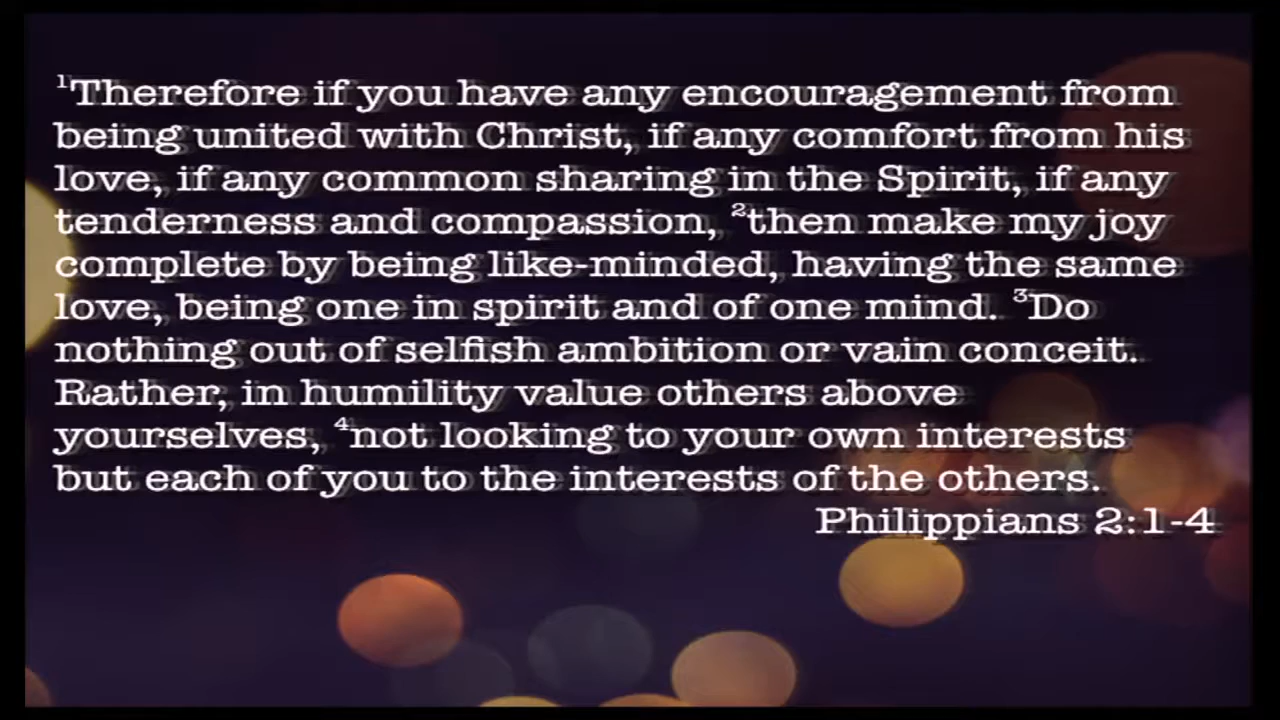 ¹Therefore if you have any encouragement from
being united with Christ, if any comfort from his
love, if any common sharing in the Spirit, if any
tenderness and compassion, ²then make my joy
complete by being like-minded, having the same
love, being one in spirit and of one mind. ³Do
nothing out of selfish ambition or vain conceit.
Rather, in humility value others above
yourselves, ⁴not looking to your own interests
but each of you to the interests of the others.
Philippians 2:1-4